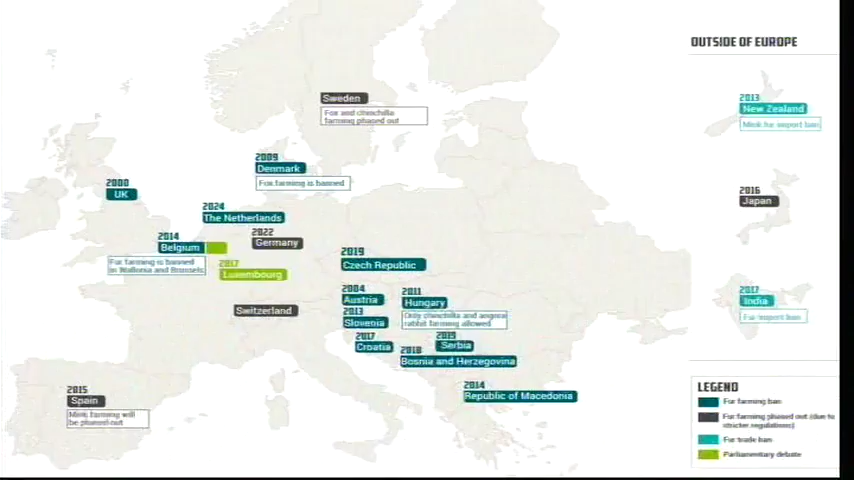 OUTSIDE OF EUROPE
2013
New Zealand
Mink fur import ban
2016
Japan
2017
India
Fur import ban
Sweden
Fox and chinchilla
farming phased out
2009
Denmark
Fox farming is banned
2000
UK
2024
The Netherlands
2014
Belgium
Fur farming is banned
in Wallonia and Brussels
2022
Germany
2017
Luxembourg
2019
Czech Republic
Switzerland
2004
Austria
2011
Hungary
Only chinchilla and angora
rabbit farming allowed
2013
Slovenia
2017
Croatia
2019
Serbia
2018
Bosnia and Herzegovina
2014
Republic of Macedonia
2015
Spain
Mink farming will
be phased out
LEGEND
Fur farming ban
Fur farming phased out (due to
stricter regulations)
Fur trade ban
Parliamentary debate